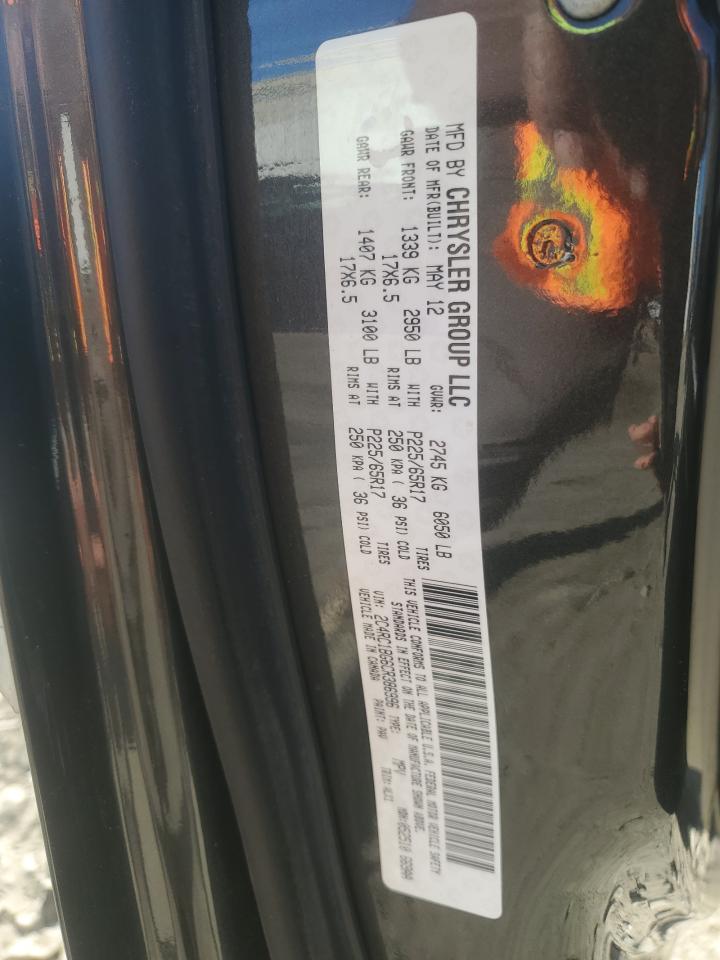 MFD BY CHRYSLER GROUP LLC
DATE OF MFR(BUILT): MAY 12 GVWR: 2745 KG 6050 LB
GAWR FRONT: 1339 KG 2950 LB WITH P225/65R17 TIRES
17X6.5 RIMS AT 250 KPA ( 36 PSI) COLD
GAWR REAR: 1407 KG 3100 LB WITH P225/65R17 TIRES
17X6.5 RIMS AT 250 KPA ( 36 PSI) COLD
THIS VEHICLE CONFORMS TO ALL APPLICABLE U.S.A. FEDERAL MOTOR VEHICLE SAFETY
STANDARDS IN EFFECT ON THE DATE OF MANUFACTURE SHOWN ABOVE.
VIN: 2C4RC1BG6CR386996 TYPE: MPV
VEHICLE MADE IN CANADA PAINT: